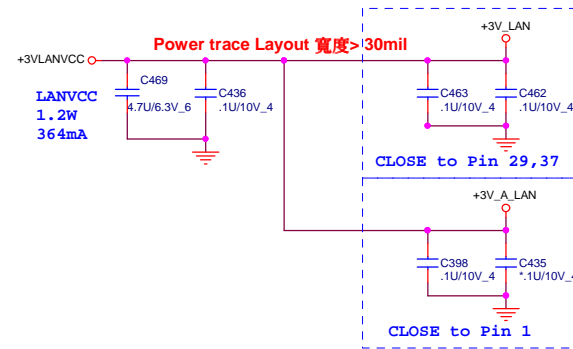 +3V_LAN
Power trace Layout 寬度> 30mil
+3VLANVCC
C469
4.7U/6.3V_6
C436
.1U/10V_4
C463
.1U/10V_4
C462
.1U/10V_4
LANVCC
1.2W
364mA
CLOSE to Pin 29,37
+3V_A_LAN
C398
.1U/10V_4
C435
*.1U/10V_4
CLOSE to Pin 1